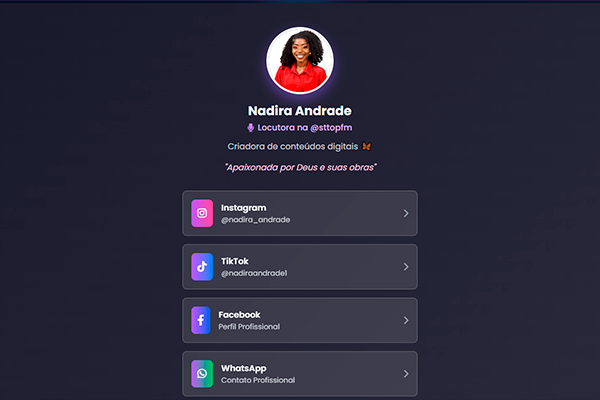 Nadira Andrade
Locutora na @sttopfm
Criadora de conteúdos digitais
"Apaixonada por Deus e suas obras"
Instagram
@nadira_andrade
TikTok
@nadiraandrade1
Facebook
Perfil Profissional
WhatsApp
Contato Profissional